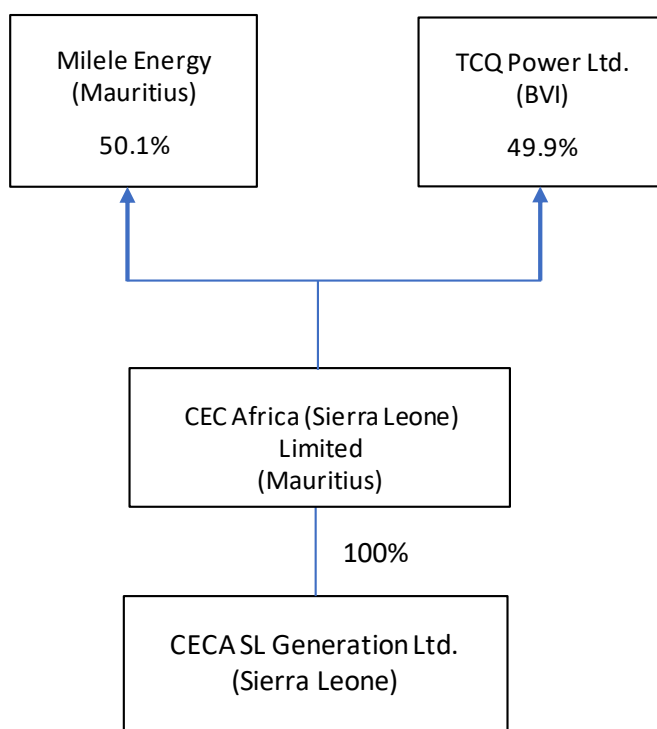 Milele Energy
(Mauritius)
50.1%
TCQ Power Ltd.
(BVI)
49.9%
CEC Africa (Sierra Leone)
Limited
(Mauritius)
100%
CECA SL Generation Ltd.
(Sierra Leone)